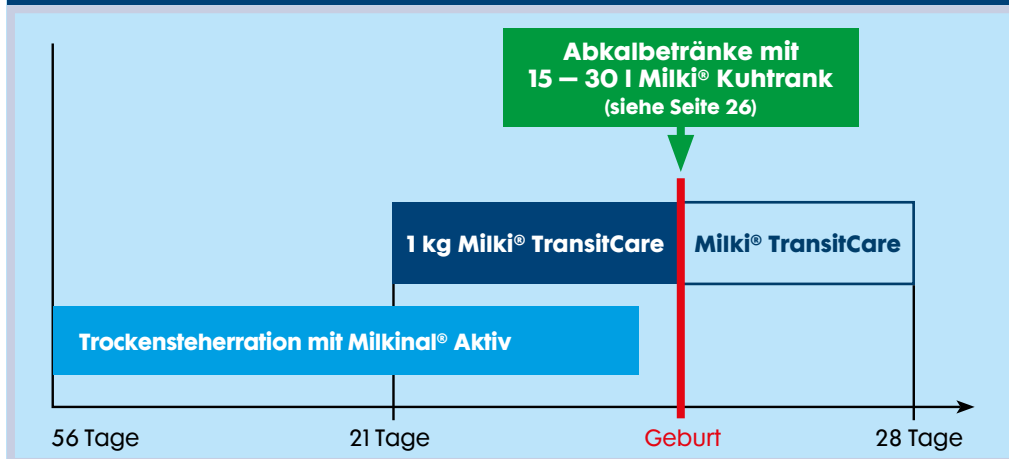 Abkalbetränke mit
15 – 30 l Milki® Kuhtrank
(siehe Seite 26)
1 kg Milki® TransitCare
Milki® TransitCare
Trockensteherration mit Milkinal® Aktiv
56 Tage
21 Tage
Geburt
28 Tage